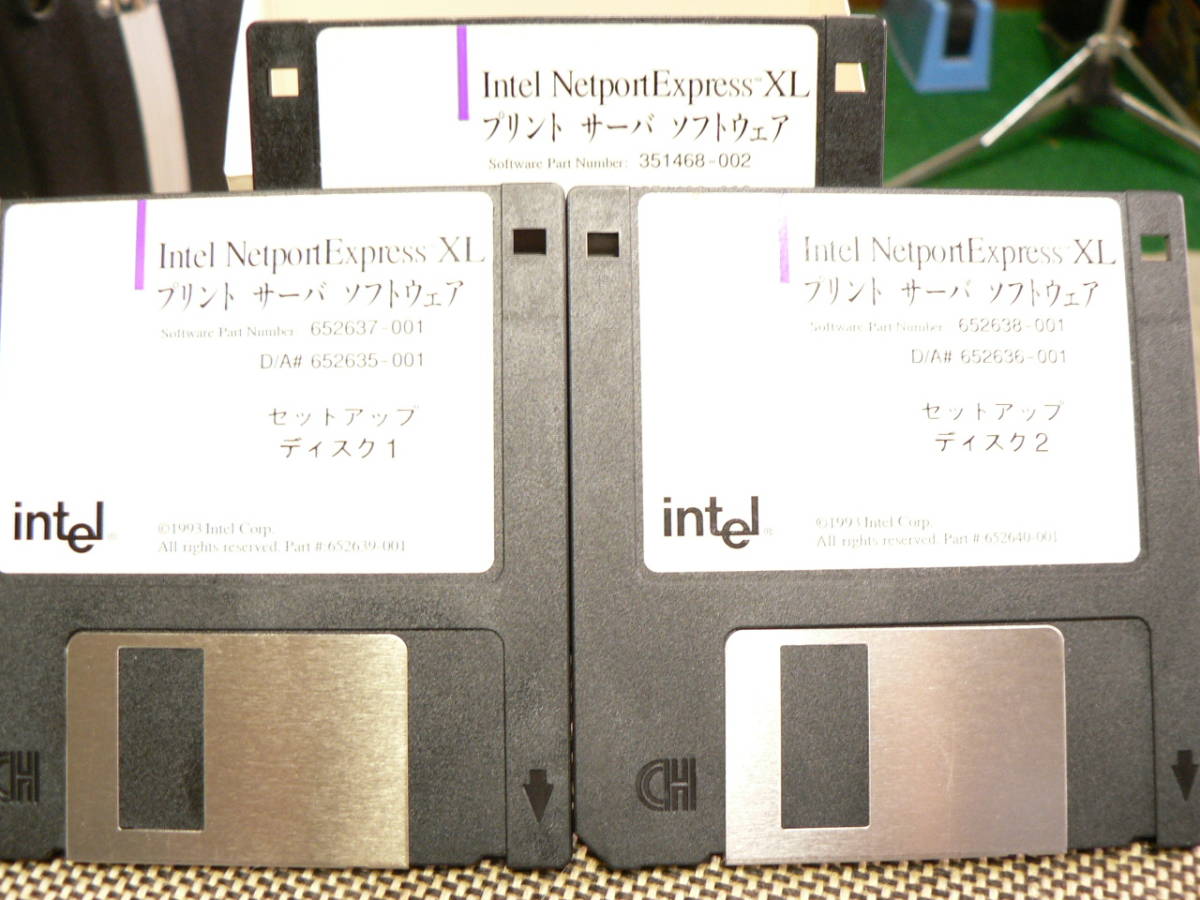 Intel NetportExpress™ XL
プリント サーバ ソフトウェア
Software Part Number: 351468-002
Intel NetportExpress XL
プリント サーバ ソフトウェア
Software Part Number: 652637-001
D/A# 652635-001
セットアップ
ディスク1
intel®
©1993 Intel Corp.
All rights reserved. Part #:652639-001
Intel NetportExpress™ XL
プリント サーバ ソフトウェア
Software Part Number: 652638-001
D/A# 652636-001
セットアップ
ディスク2
intel®
©1993 Intel Corp.
All rights reserved. Part #:652640-001
CH
CH